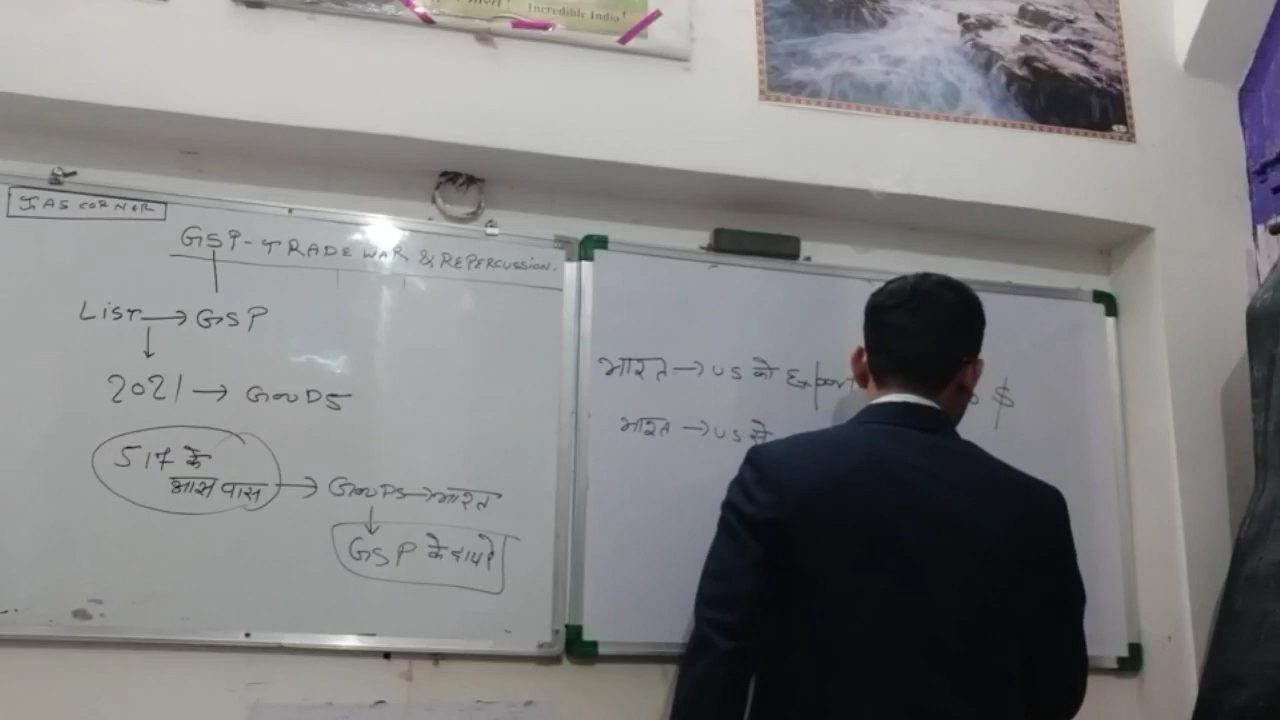 Incredible India!
IAS CORNER
GSP-TRADE WAR & REPERCUSSION.
LIST → GSP
2021 → GOODS
517 के
आस पास → GOODS → भारत
GSP के दायरे
भारत → US को Export $
भारत → US से